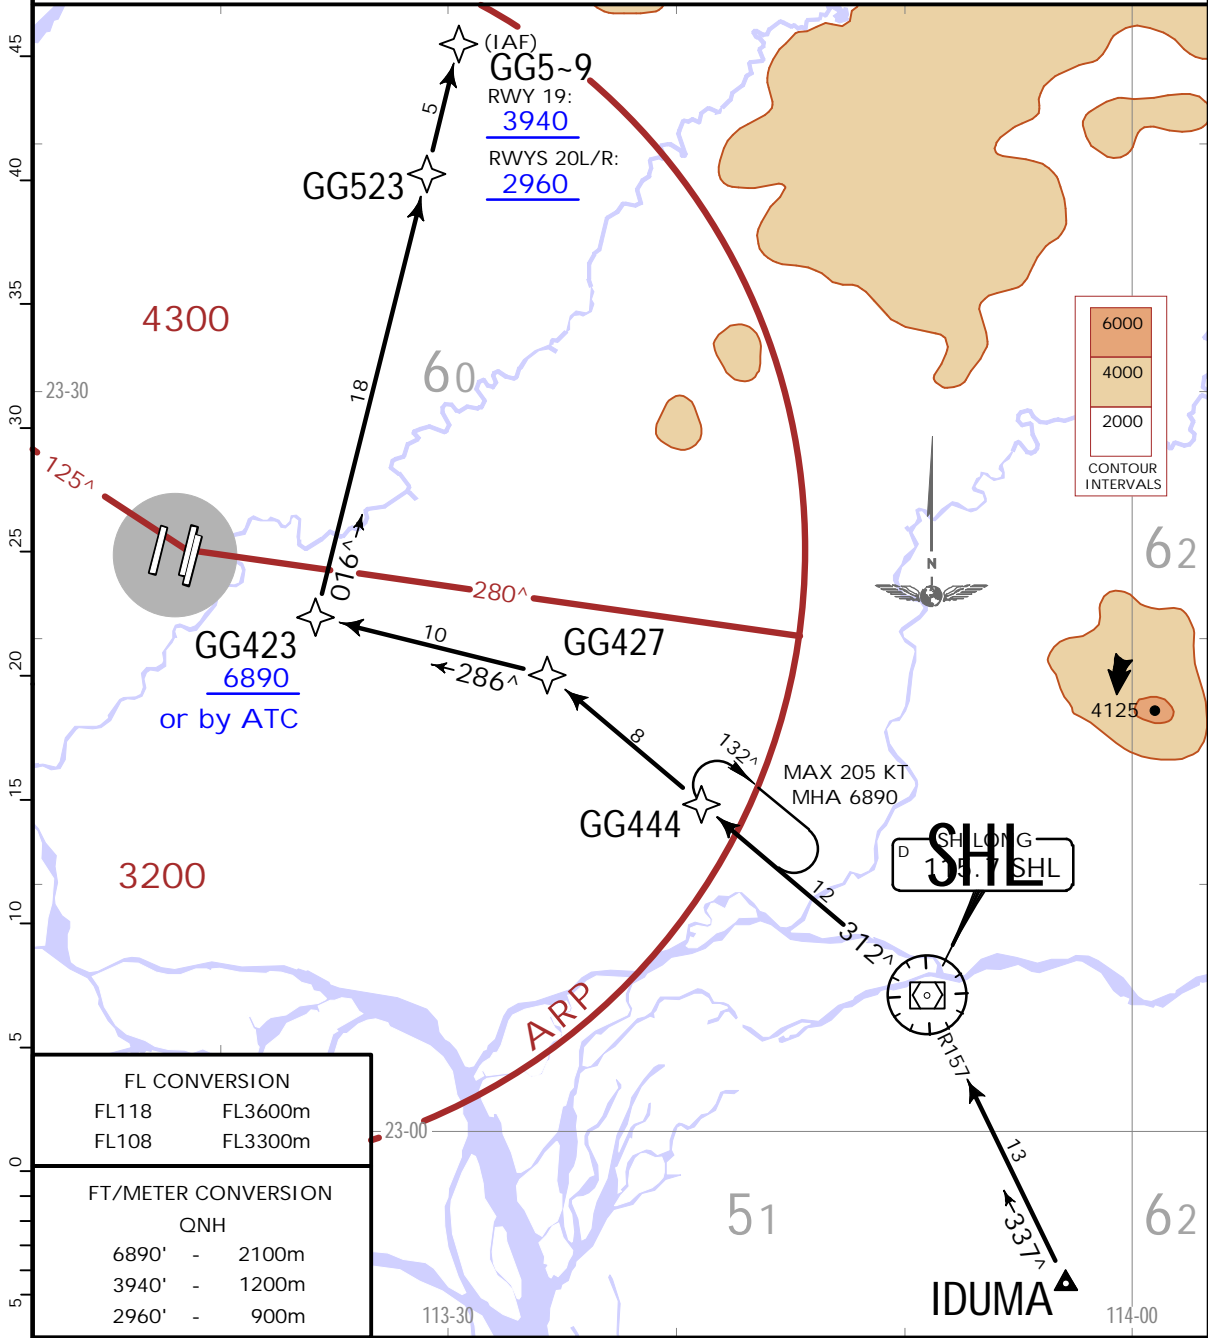 45
(IAF)
GG5~9
RWY 19:
3940
RWYS 20L/R:
2960
5
40
GG523
35
4300
18
60
23-30
30
6000
4000
2000
CONTOUR
INTERVALS
125^
25
016^
280^
N
62
GG423
6890
or by ATC
10
286^
GG427
20
4125
8
132^
MAX 205 KT
MHA 6890
15
GG444
3200
12
312^
SHL
SHILONG
D
115.7 SHL
10
ARP
5
R157
FL CONVERSION
FL118 FL3600m
FL108 FL3300m
23-00
0
13
FT/METER CONVERSION
QNH
6890' - 2100m
3940' - 1200m
2960' - 900m
51
62
337^
IDUMA
5
113-30
114-00